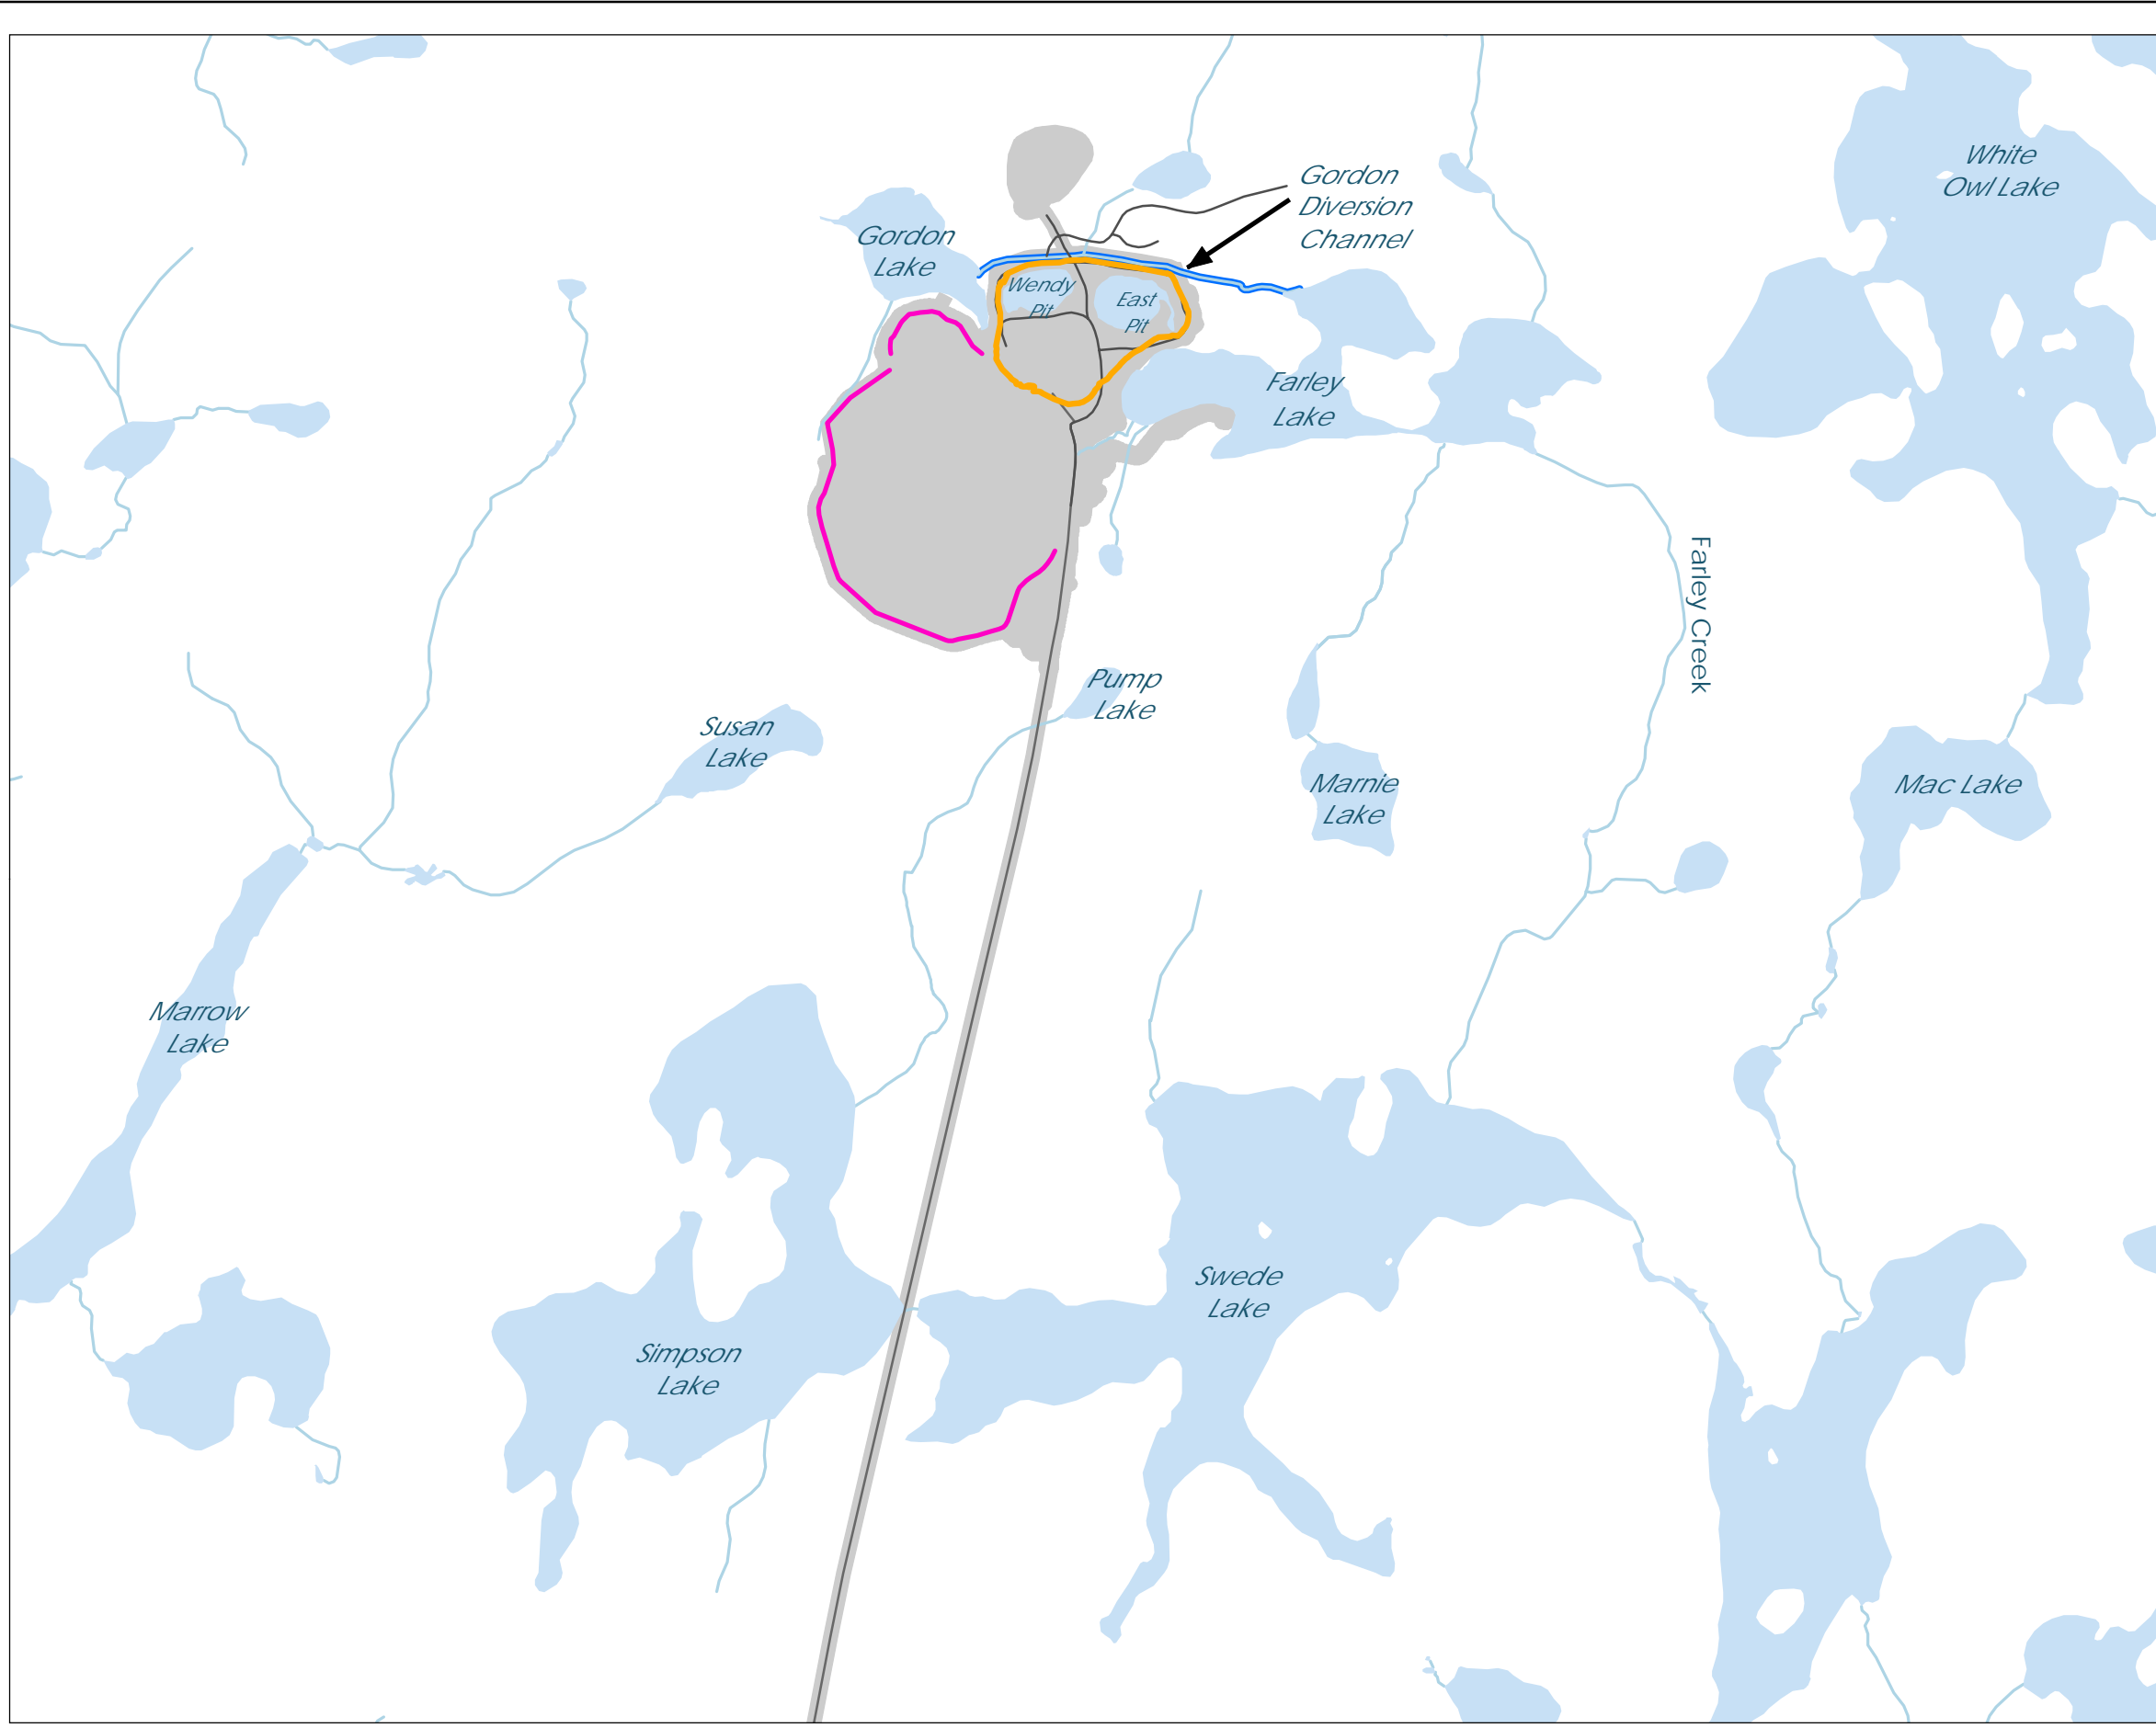 White
Owl Lake
Gordon
Diversion
Channel
Gordon
Lake
Wendy
Pit
East
Pit
Farley
Lake
Farley Creek
Pump
Lake
Susan
Lake
Marnie
Lake
Mac Lake
Marrow
Lake
Swede
Lake
Simpson
Lake